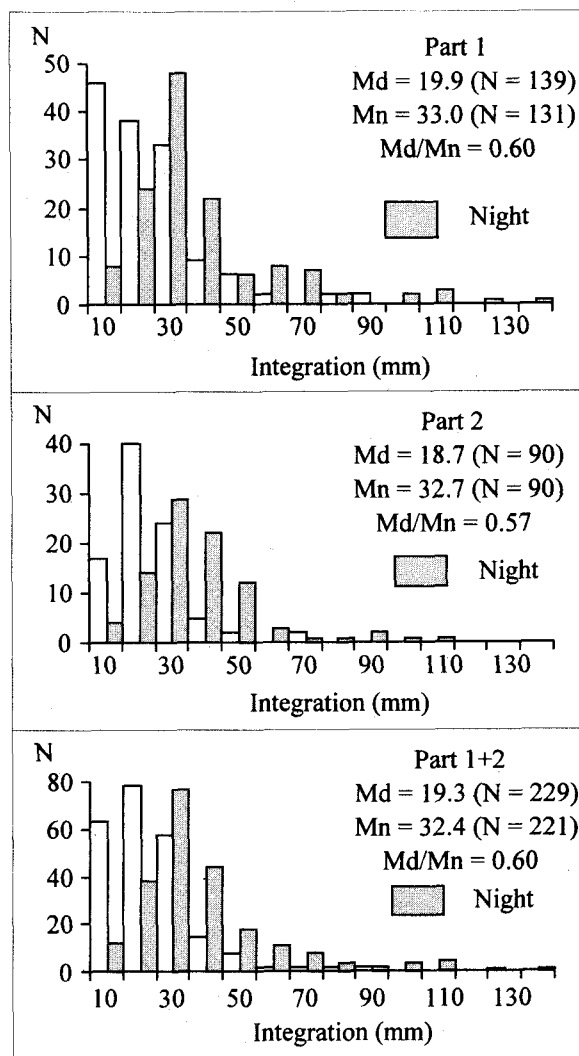 N
Part 1
Md = 19.9 (N = 139)
Mn = 33.0 (N = 131)
Md/Mn = 0.60
Night
50
40
30
20
10
0
10 30 50 70 90 110 130
Integration (mm)
N
Part 2
Md = 18.7 (N = 90)
Mn = 32.7 (N = 90)
Md/Mn = 0.57
Night
40
30
20
10
0
10 30 50 70 90 110 130
Integration (mm)
N
Part 1+2
Md = 19.3 (N = 229)
Mn = 32.4 (N = 221)
Md/Mn = 0.60
Night
80
60
40
20
0
10 30 50 70 90 110 130
Integration (mm)